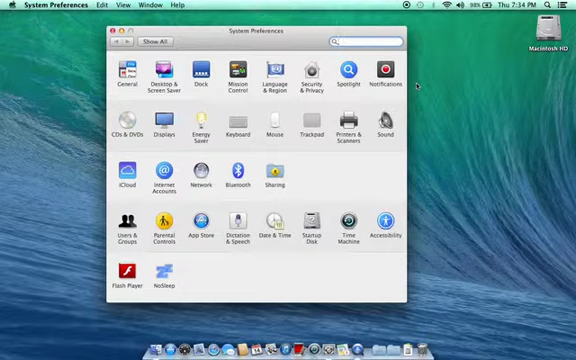 System Preferences Edit View Window Help 98% Thu 7:34 PM
System Preferences
Show All
Macintosh HD
General Desktop & Screen Saver Dock Mission Control Language & Region Security & Privacy Spotlight Notifications
CDs & DVDs Displays Energy Saver Keyboard Mouse Trackpad Printers & Scanners Sound
iCloud Internet Accounts Network Bluetooth Sharing
Users & Groups Parental Controls App Store Dictation & Speech Date & Time Startup Disk Time Machine Accessibility
Flash Player NoSleep